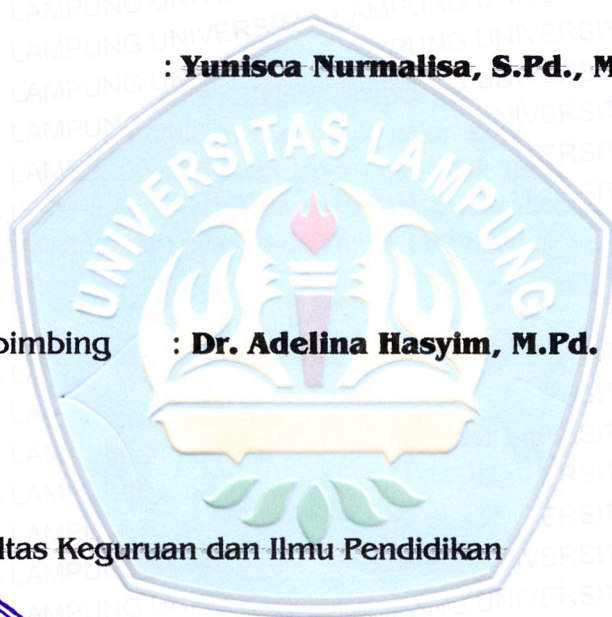 : Yunisca Nurmalisa, S.Pd., M
UNIVERSITAS LAMPUNG
bimbing : Dr. Adelina Hasyim, M.Pd.
ltas Keguruan dan Ilmu Pendidikan